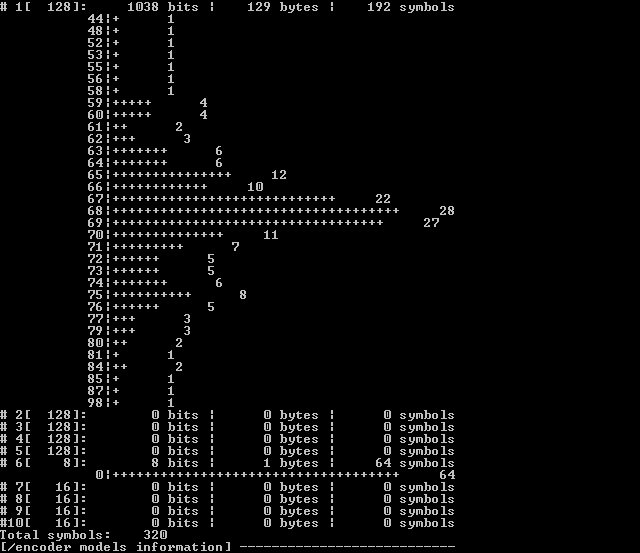 # 1[  128]:     1038 bits ¦    129 bytes ¦    192 symbols
44¦+      1
48¦+      1
52¦+      1
53¦+      1
55¦+      1
56¦+      1
58¦+      1
59¦+++++      4
60¦+++++      4
61¦++      2
62¦+++      3
63¦+++++++      6
64¦+++++++      6
65¦+++++++++++++++      12
66¦++++++++++++      10
67¦++++++++++++++++++++++++++++      22
68¦++++++++++++++++++++++++++++++++++++      28
69¦++++++++++++++++++++++++++++++++++      27
70¦++++++++++++++      11
71¦+++++++++      7
72¦++++++      5
73¦++++++      5
74¦+++++++      6
75¦++++++++++      8
76¦++++++      5
77¦+++      3
79¦+++      3
80¦++      2
81¦+      1
84¦++      2
85¦+      1
87¦+      1
98¦+      1
# 2[  128]:        0 bits ¦      0 bytes ¦      0 symbols
# 3[  128]:        0 bits ¦      0 bytes ¦      0 symbols
# 4[  128]:        0 bits ¦      0 bytes ¦      0 symbols
# 5[  128]:        0 bits ¦      0 bytes ¦      0 symbols
# 6[    8]:        8 bits ¦      1 bytes ¦     64 symbols
0¦++++++++++++++++++++++++++++++++++++      64
# 7[   16]:        0 bits ¦      0 bytes ¦      0 symbols
# 8[   16]:        0 bits ¦      0 bytes ¦      0 symbols
# 9[   16]:        0 bits ¦      0 bytes ¦      0 symbols
#10[   16]:        0 bits ¦      0 bytes ¦      0 symbols
Total symbols:    320
[/encoder models information] ---------------------------